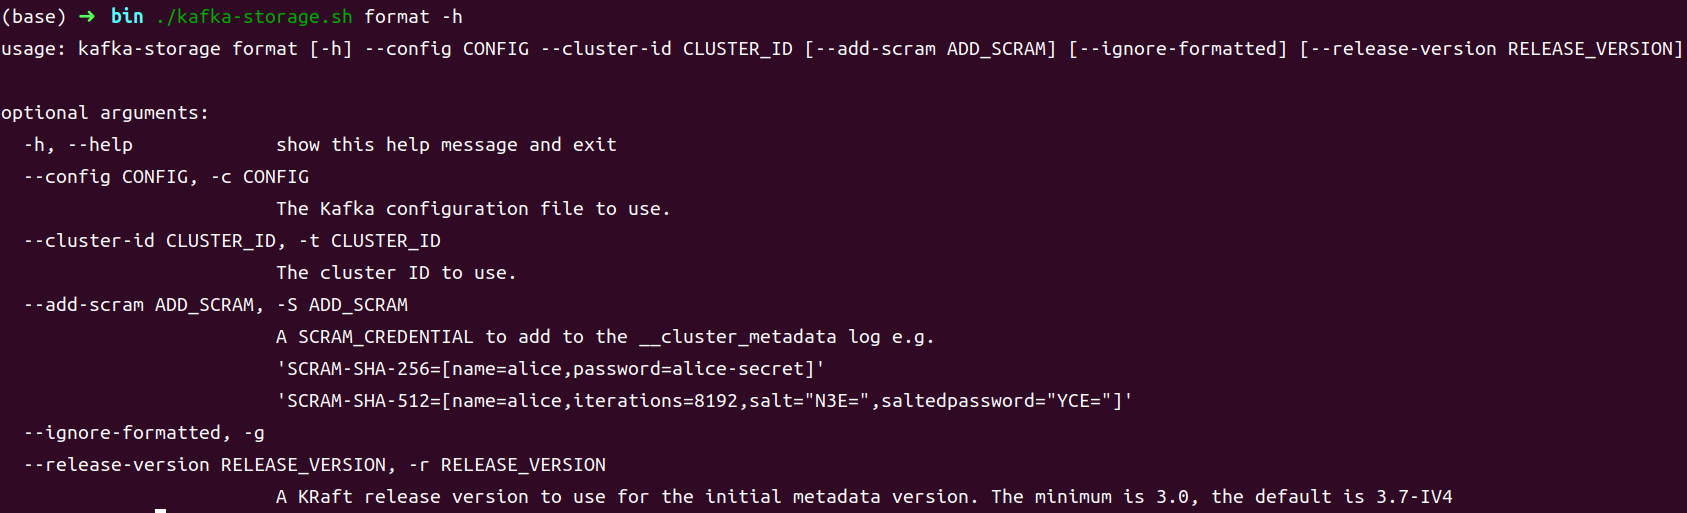 (base) ➜ bin ./kafka-storage.sh format -h
usage: kafka-storage format [-h] --config CONFIG --cluster-id CLUSTER_ID [--add-scram ADD_SCRAM] [--ignore-formatted] [--release-version RELEASE_VERSION]
optional arguments:
-h, --help show this help message and exit
--config CONFIG, -c CONFIG
The Kafka configuration file to use.
--cluster-id CLUSTER_ID, -t CLUSTER_ID
The cluster ID to use.
--add-scram ADD_SCRAM, -S ADD_SCRAM
A SCRAM_CREDENTIAL to add to the __cluster_metadata log e.g.
'SCRAM-SHA-256=[name=alice,password=alice-secret]'
'SCRAM-SHA-512=[name=alice,iterations=8192,salt="N3E=",saltedpassword="YCE="]'
--ignore-formatted, -g
--release-version RELEASE_VERSION, -r RELEASE_VERSION
A KRaft release version to use for the initial metadata version. The minimum is 3.0, the default is 3.7-IV4